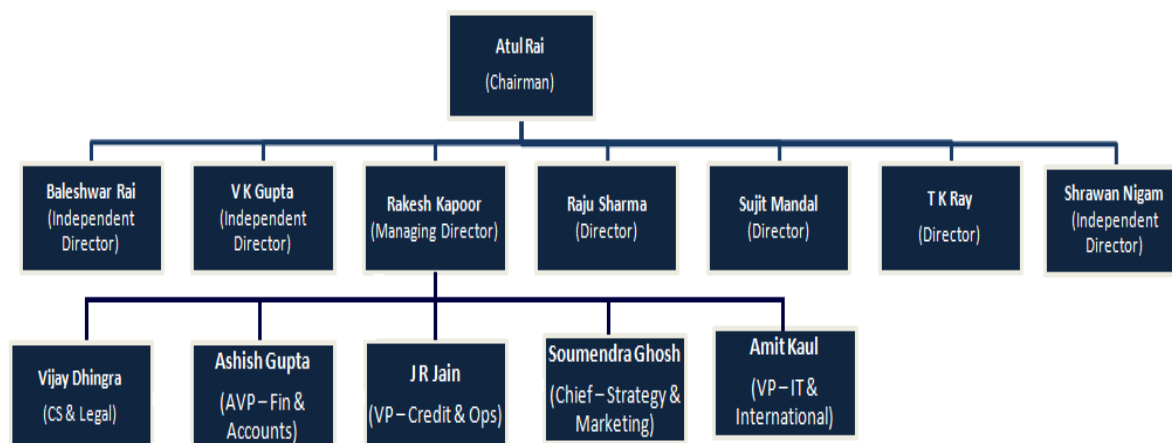 Atul Rai
(Chairman)
Baleshwar Rai
(Independent
Director)
V K Gupta
(Independent
Director)
Rakesh Kapoor
(Managing Director)
Raju Sharma
(Director)
Sujit Mandal
(Director)
T K Ray
(Director)
Shrawan Nigam
(Independent
Director)
Vijay Dhingra
(CS & Legal)
Ashish Gupta
(AVP – Fin &
Accounts)
J R Jain
(VP – Credit & Ops)
Soumendra Ghosh
(Chief – Strategy &
Marketing)
Amit Kaul
(VP – IT &
International)